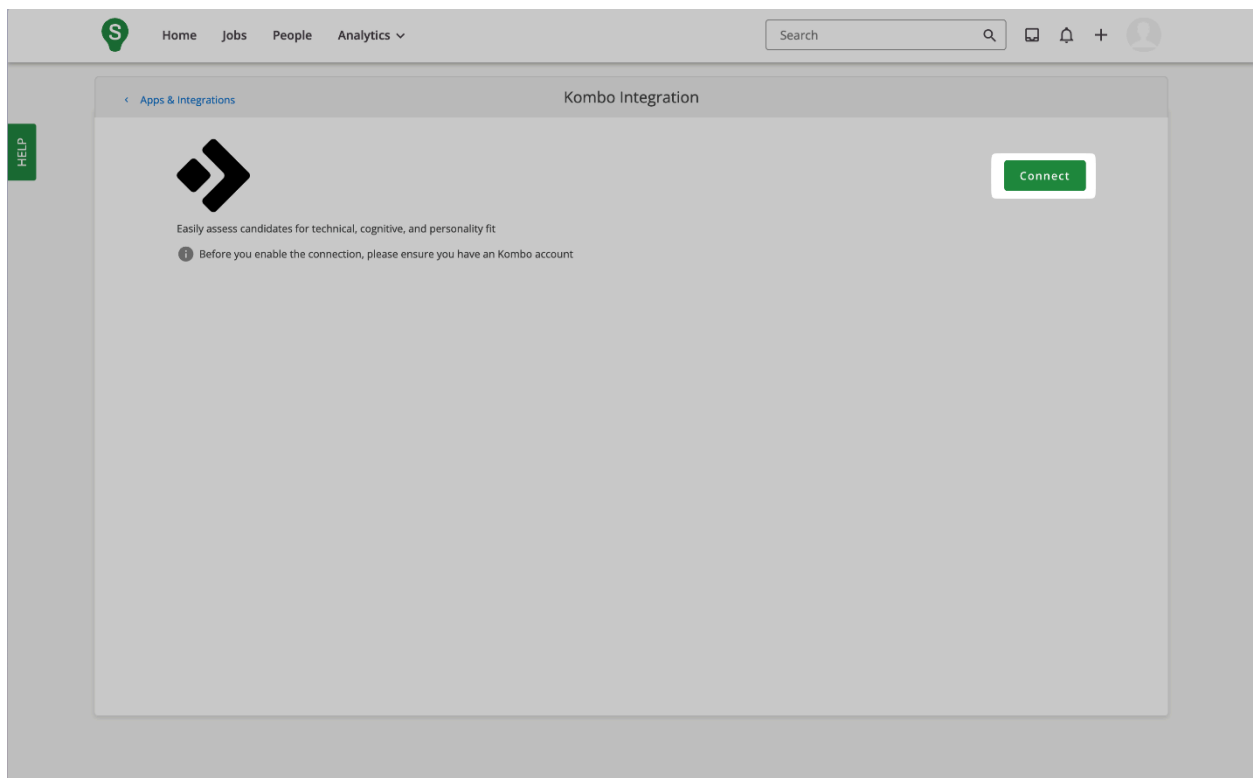 S
Home Jobs People Analytics
Search
Apps & Integrations
Kombo Integration
HELP
Connect
Easily assess candidates for technical, cognitive, and personality fit
Before you enable the connection, please ensure you have an Kombo account